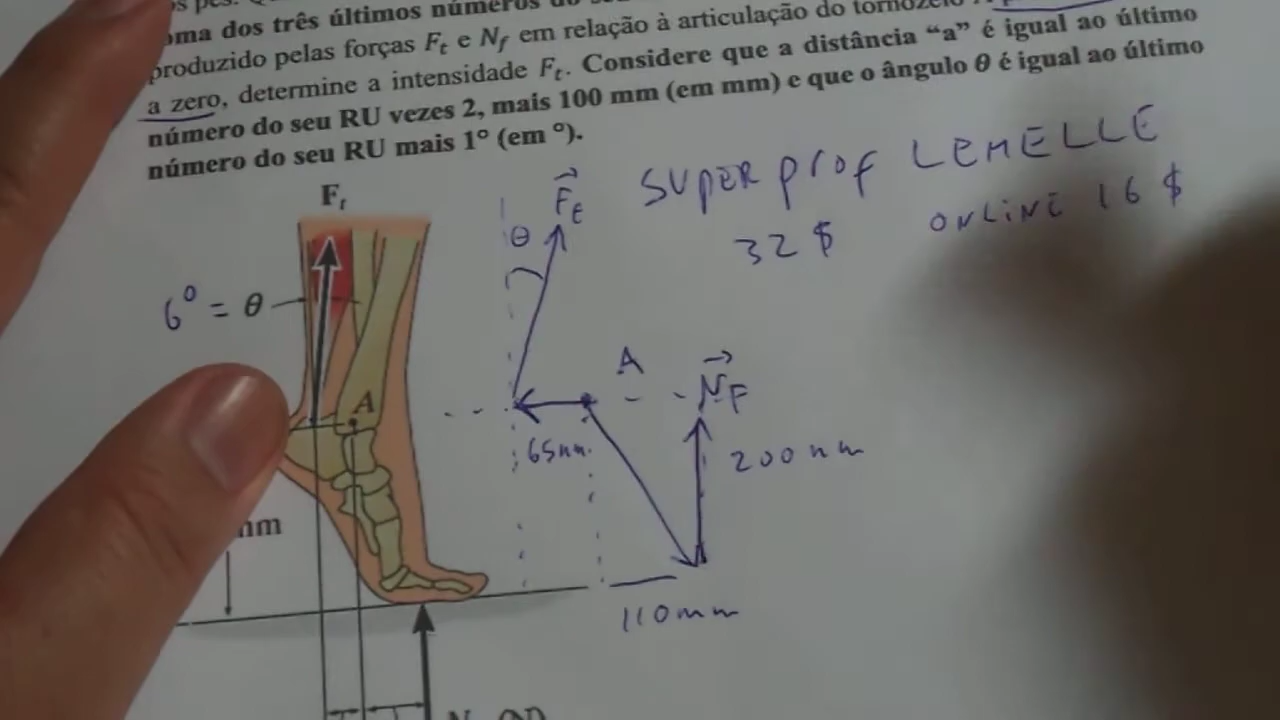 três últimos números
produzido pelas forças Ft e Nf em relação à articulação do tornozelo
a zero, determine a intensidade Ft. Considere que a distância “a” é igual ao último
número do seu RU vezes 2, mais 100 mm (em mm) e que o ângulo θ é igual ao último
número do seu RU mais 1° (em °).
Ft
θ
Ft
SUPER prof LEMELLE
32 $
ONLINE 16 $
6° = θ
A
A
NF
65mm.
200 mm
110mm